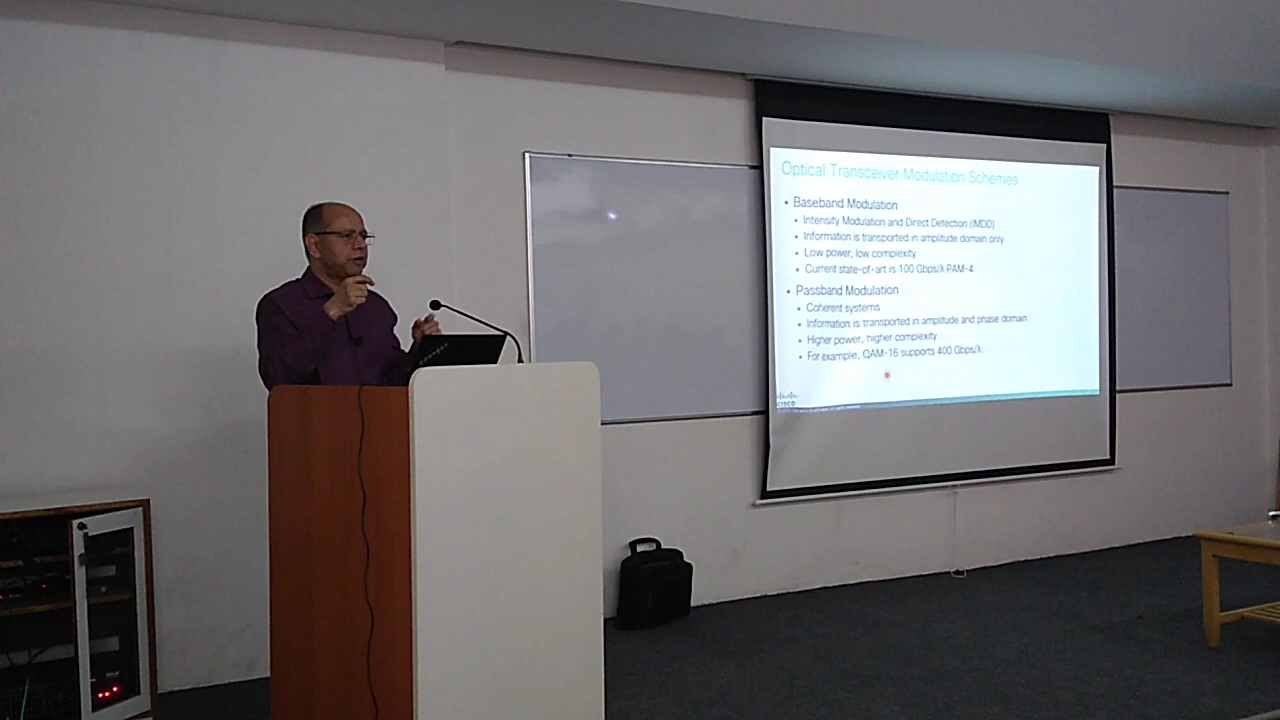 Optical Transceiver Modulation Schemes
• Baseband Modulation
• Intensity Modulation and Direct Detection (IMDD)
• Information is transported in amplitude domain only
• Low power, low complexity
• Current state-of-art is 100 Gbps/λ PAM-4
• Passband Modulation
• Coherent systems
• Information is transported in amplitude and phase domain
• Higher power, higher complexity
• For example, QAM-16 supports 400 Gbps/λ
CISCO